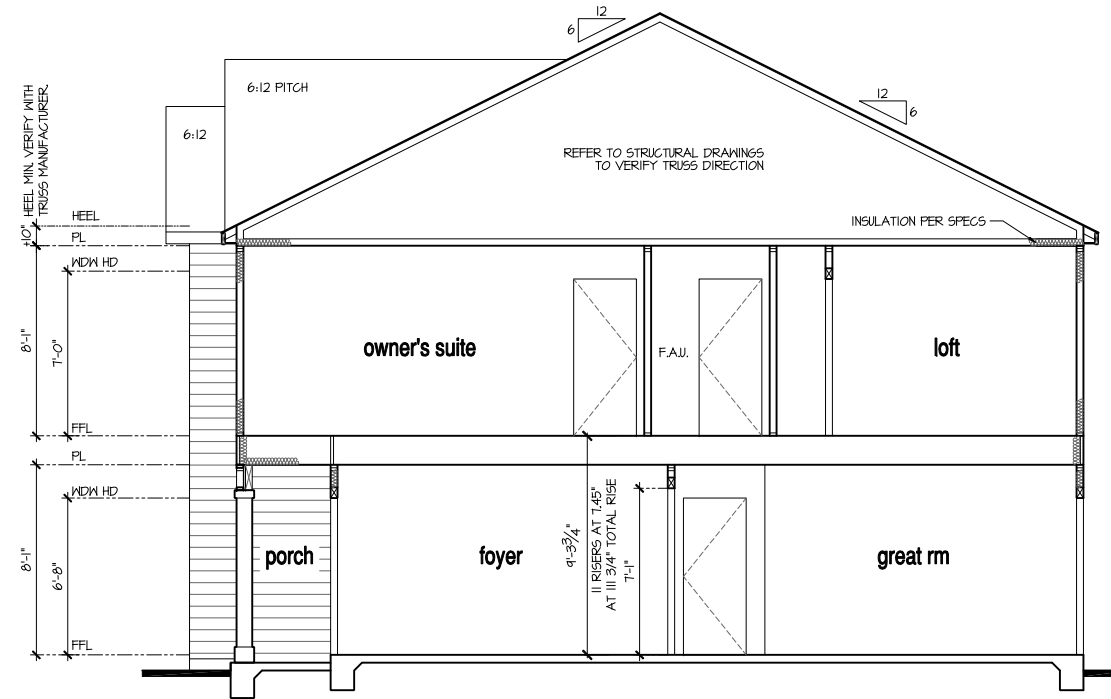 12
6
6:12 PITCH
12
6
6:12
±10" HEEL MIN. VERIFY WITH
TRUSS MANUFACTURER.
REFER TO STRUCTURAL DRAWINGS
TO VERIFY TRUSS DIRECTION
HEEL
INSULATION PER SPECS
PL
WDW HD
8'-1"
7'-0"
owner's suite
F.A.U.
loft
FFL
PL
WDW HD
8'-1"
6'-8"
porch
foyer
9'-3 3/4"
11 RISERS AT 7.45"
AT 111 3/4" TOTAL RISE
7'-1"
great rm
FFL